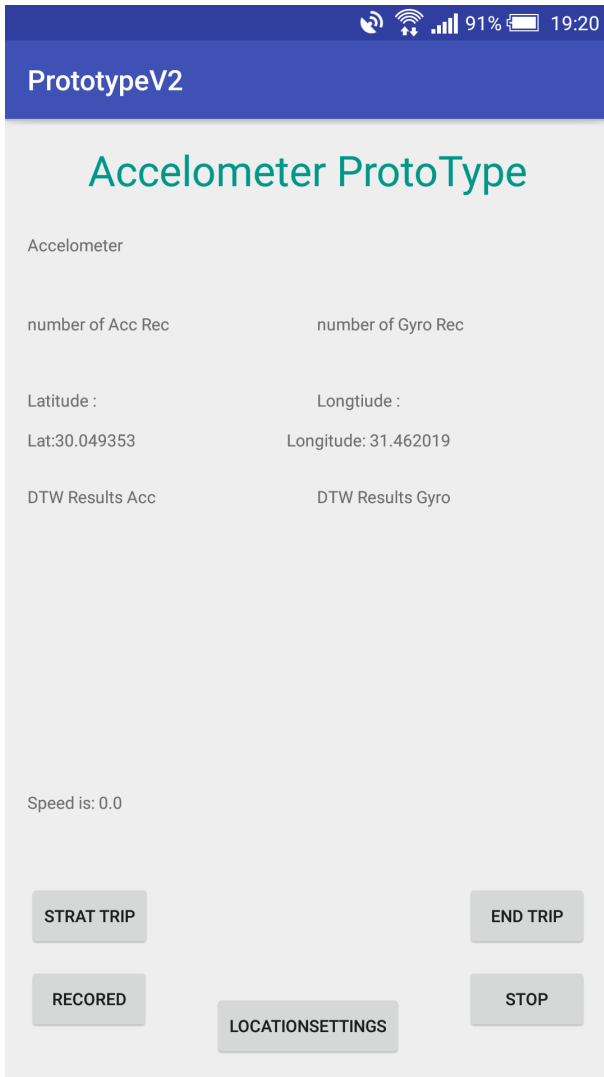 91% 19:20
PrototypeV2
Accelometer ProtoType
Accelometer
number of Acc Rec number of Gyro Rec
Latitude : Longtiude :
Lat:30.049353 Longitude: 31.462019
DTW Results Acc DTW Results Gyro
Speed is: 0.0
STRAT TRIP END TRIP
RECORED STOP
LOCATIONSETTINGS